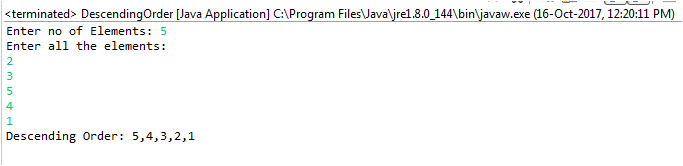 <terminated> DescendingOrder [Java Application] C:\Program Files\Java\jre1.8.0_144\bin\javaw.exe (16-Oct-2017, 12:20:11 PM)
Enter no of Elements: 5
Enter all the elements:
2
3
5
4
1
Descending Order: 5,4,3,2,1